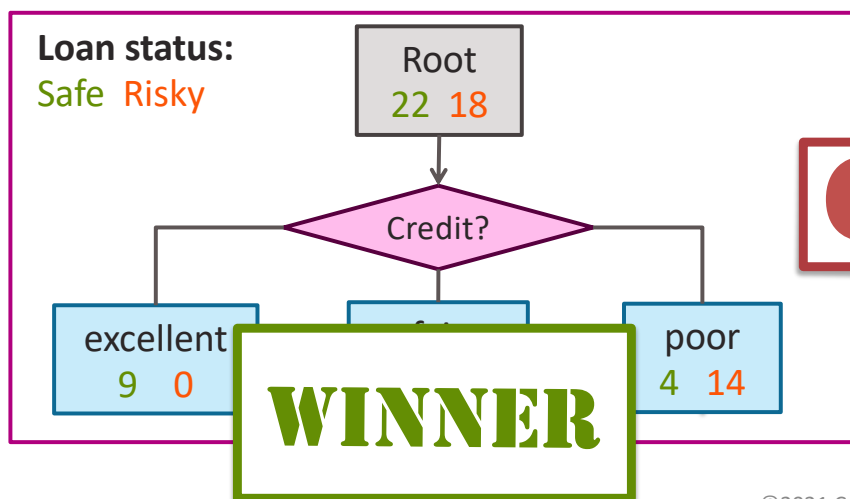 Loan status:
Safe Risky
Root
22 18
Credit?
excellent
9 0
poor
4 14
WINNER